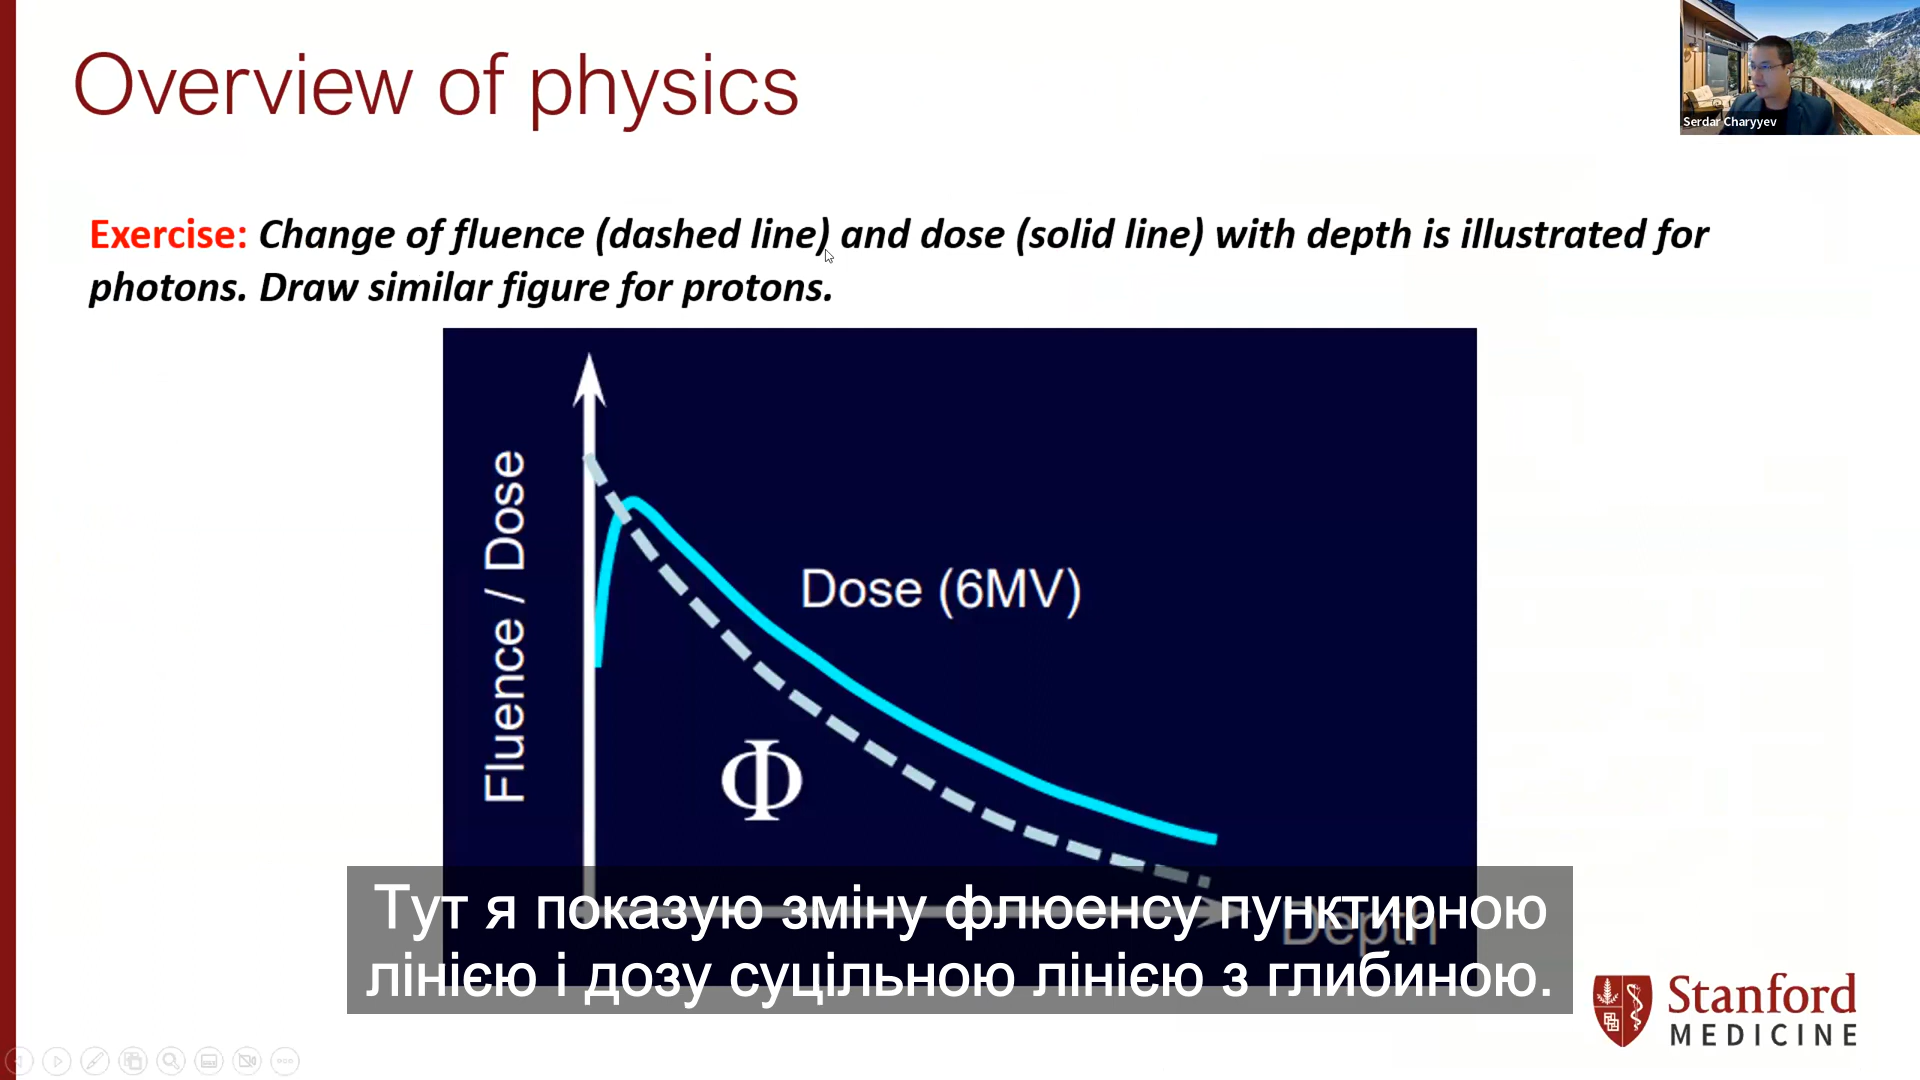 Overview of physics
Serdar Charyyev
Exercise: Change of fluence (dashed line) and dose (solid line) with depth is illustrated for
photons. Draw similar figure for protons.
Fluence / Dose
Dose (6MV)
Φ
Depth
Тут я показую зміну флюенсу пунктирною
лінією і дозу суцільною лінією з глибиною.
Stanford
MEDICINE